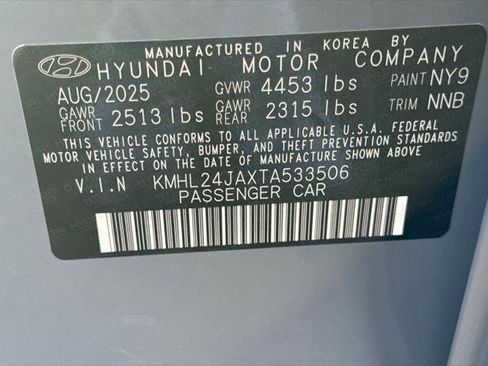 MANUFACTURED IN KOREA BY
HYUNDAI MOTOR COMPANY
AUG/2025 GVWR 4453 lbs PAINT NY9
GAWR FRONT 2513 lbs GAWR REAR 2315 lbs TRIM NNB
THIS VEHICLE CONFORMS TO ALL APPLICABLE U.S.A. FEDERAL
MOTOR VEHICLE SAFETY, BUMPER, AND THEFT PREVENTION STANDARDS
IN EFFECT ON THE DATE OF MANUFACTURE SHOWN ABOVE.
V.I.N KMHL24JAXTA533506
PASSENGER CAR